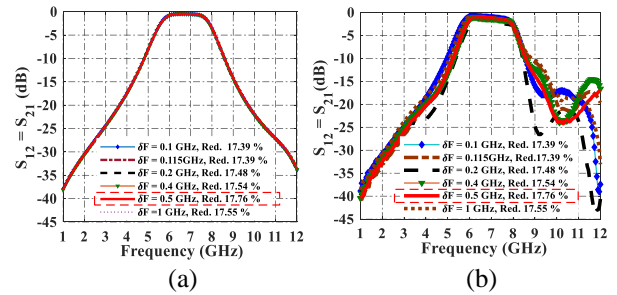 S12 = S21 (dB)
0
-5
-10
-15
-20
-25
-30
-35
-40
-45
δF = 0.1 GHz, Red. 17.39 %
δF = 0.115GHz, Red. 17.39 %
δF = 0.2 GHz, Red. 17.48 %
δF = 0.4 GHz, Red. 17.54 %
δF = 0.5 GHz, Red. 17.76 %
δF =1 GHz, Red. 17.55 %
1 2 3 4 5 6 7 8 9 10 11 12
Frequency (GHz)
(a)
S12 = S21(dB)
0
-5
-10
-15
-20
-25
-30
-35
-40
-45
δF = 0.1 GHz, Red. 17.39
δF = 0.115 GHz, Red.17.39 %
δF = 0.2 GHz, Red. 17.48 %
δF = 0.4 GHz, Red. 17.54 %
δF = 0.5 GHz, Red. 17.76 %
δF = 1 GHz, Red. 17.55 %
1 2 3 4 5 6 7 8 9 10 11 12
Frequency (GHz)
(b)